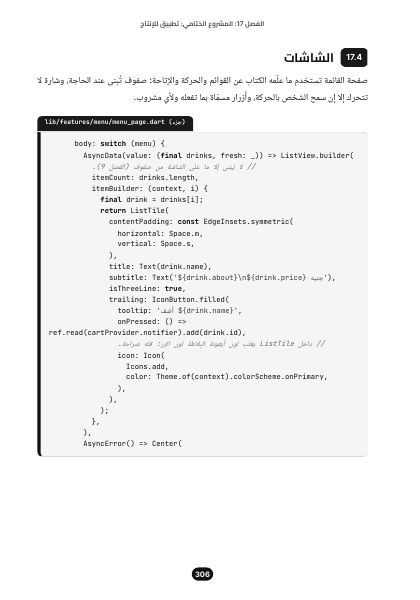 الفصل 17: المشروع الختامي: تطبيق للإنتاج
17.4 الشاشات
صفحة القائمة تستخدم ما علّمه الكتاب عن القوائم والحركة والإتاحة: صفوف تُبنى عند الحاجة، وشارة لا
تتحرك إلا إن سمح الشخص بالحركة، وأزرار مسمّاة بما تفعله ولأي مشروب.
lib/features/menu/menu_page.dart (جزء)
body: switch (menu) {
AsyncData(value: (final drinks, fresh: _)) => ListView.builder(
// لا يُبنى إلا ما على الشاشة من صفوف (الفصل 9).
itemCount: drinks.length,
itemBuilder: (context, i) {
final drink = drinks[i];
return ListTile(
contentPadding: const EdgeInsets.symmetric(
horizontal: Space.m,
vertical: Space.s,
),
title: Text(drink.name),
subtitle: Text('${drink.about}\n${drink.price} جنيه'),
isThreeLine: true,
trailing: IconButton.filled(
tooltip: 'أضف ${drink.name}',
onPressed: () =>
ref.read(cartProvider.notifier).add(drink.id),
// داخل ListTile يغلب لون أيقونة البلاطة لون الزر: قله صراحة.
icon: Icon(
Icons.add,
color: Theme.of(context).colorScheme.onPrimary,
),
),
);
},
),
AsyncError() => Center(
306